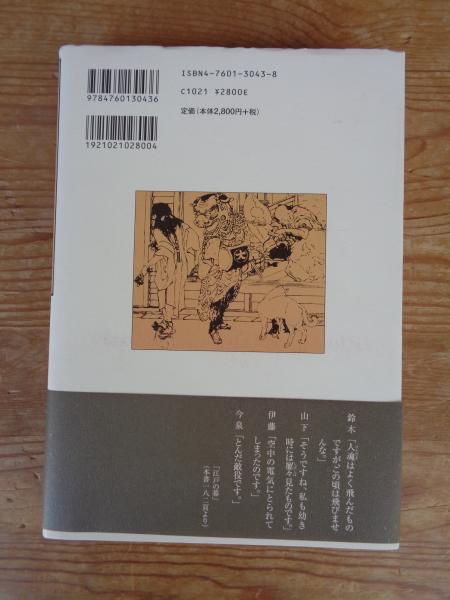 ISBN4-7601-3043-8
C1021 ¥2800E
定価(本体2,800円+税)
9784760130436
1921021028004
鈴木「人魂はよく飛んだもの
ですが、この頃は飛びませ
んな。」
山下「そうですね、私も幼き
時には屡々見たものです。」
伊藤「空中の電気にとられて
しまったのです。」
今泉「とんだ敵役です。」
「江戸の暮」
(本書一八二頁より)